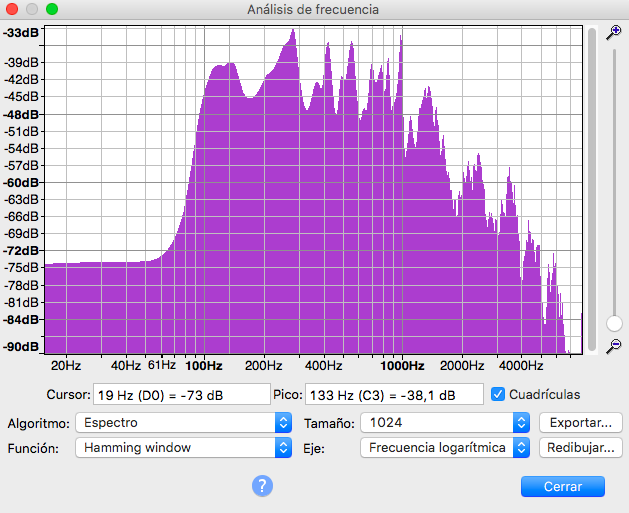 Análisis de frecuencia
-33dB
-39dB
-42dB
-45dB
-48dB
-51dB
-54dB
-57dB
-60dB
-63dB
-66dB
-69dB
-72dB
-75dB
-78dB
-81dB
-84dB
-90dB
20Hz 40Hz 61Hz 100Hz 200Hz 400Hz 1000Hz 2000Hz 4000Hz
Cursor: 19 Hz (D0) = -73 dB Pico: 133 Hz (C3) = -38,1 dB Cuadrículas
Algoritmo: Espectro Tamaño: 1024 Exportar...
Función: Hamming window Eje: Frecuencia logarítmica Redibujar...
? Cerrar